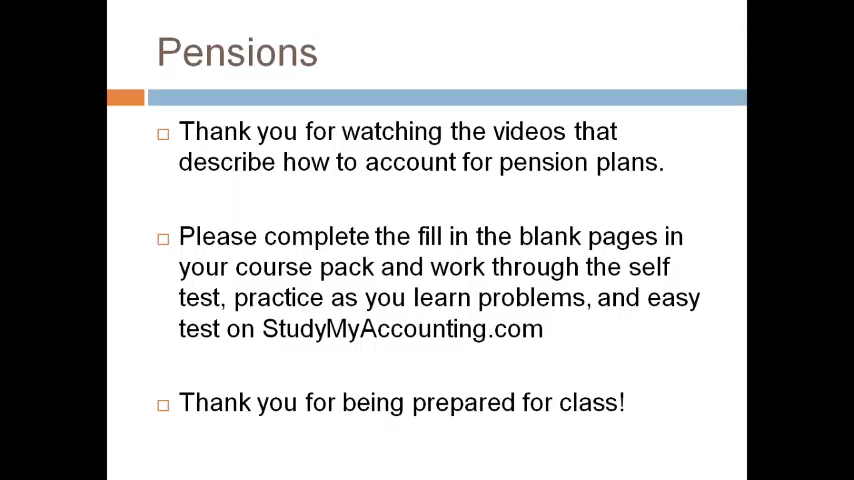 Pensions
Thank you for watching the videos that
describe how to account for pension plans.
Please complete the fill in the blank pages in
your course pack and work through the self
test, practice as you learn problems, and easy
test on StudyMyAccounting.com
Thank you for being prepared for class!